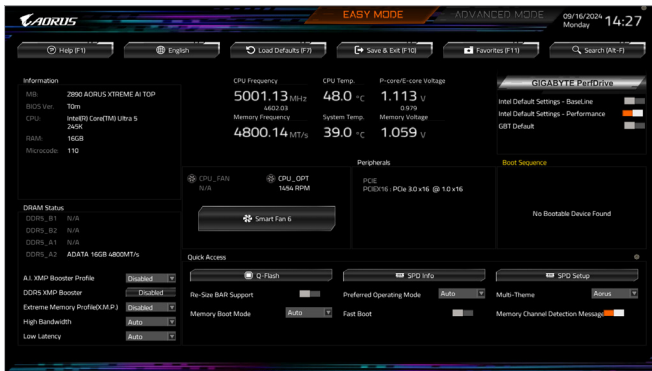 AORUS
EASY MODE
ADVANCED MODE
09/16/2024
Monday
14:27
Help (F1)
English
Load Defaults (F7)
Save & Exit (F10)
Favorites (F11)
Search (Alt-F)
Information
MB: Z890 AORUS XTREME AI TOP
BIOS Ver. T0m
CPU: Intel(R) Core(TM) Ultra 5
245K
RAM: 16GB
Microcode: 110
CPU Frequency CPU Temp. P-core/E-core Voltage
5001.13 MHz 48.0 °C 1.113 V
4602.03 0.979
Memory Frequency System Temp. Memory Voltage
4800.14 MT/s 39.0 °C 1.059 V
GIGABYTE PerfDrive
Intel Default Settings - BaseLine
Intel Default Settings - Performance
GBT Default
DRAM Status
DDR5_B1 N/A
DDR5_B2 N/A
DDR5_A1 N/A
DDR5_A2 ADATA 16GB 4800MT/s
CPU_FAN CPU_OPT
N/A 1454 RPM
Smart Fan 6
Peripherals
PCIE
PCIEX16 : PCIe 3.0 x16 @ 1.0 x16
Boot Sequence
No Bootable Device Found
A.I. XMP Booster Profile Disabled
DDR5 XMP Booster Disabled
Extreme Memory Profile(X.M.P.) Disabled
High Bandwidth Auto
Low Latency Auto
Quick Access
Q-Flash
SPD Info
SPD Setup
Re-Size BAR Support
Preferred Operating Mode Auto
Multi-Theme Aorus
Memory Boot Mode Auto
Fast Boot
Memory Channel Detection Message